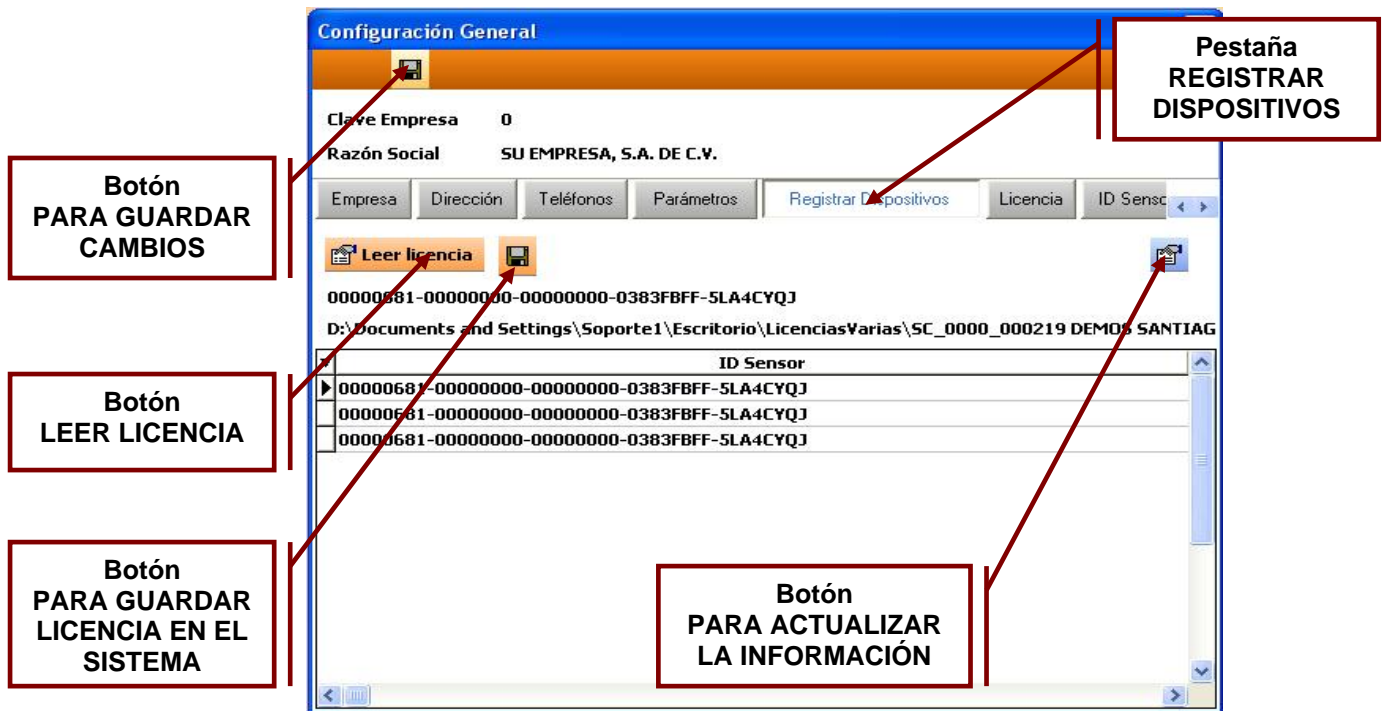 Configuración General
Pestaña
REGISTRAR
DISPOSITIVOS
Clave Empresa 0
Razón Social SU EMPRESA, S.A. DE C.V.
Botón
PARA GUARDAR
CAMBIOS
Empresa Dirección Teléfonos Parámetros Registrar Dispositivos Licencia ID Senso
Leer licencia
00000681-00000000-00000000-0383FBFF-5LA4CYQJ
D:\Documents and Settings\Soporte1\Escritorio\LicenciasVarias\SC_0000_000219 DEMOS SANTIAG
ID Sensor
00000681-00000000-00000000-0383FBFF-5LA4CYQJ
00000681-00000000-00000000-0383FBFF-5LA4CYQJ
00000681-00000000-00000000-0383FBFF-5LA4CYQJ
Botón
LEER LICENCIA
Botón
PARA GUARDAR
LICENCIA EN EL
SISTEMA
Botón
PARA ACTUALIZAR
LA INFORMACIÓN